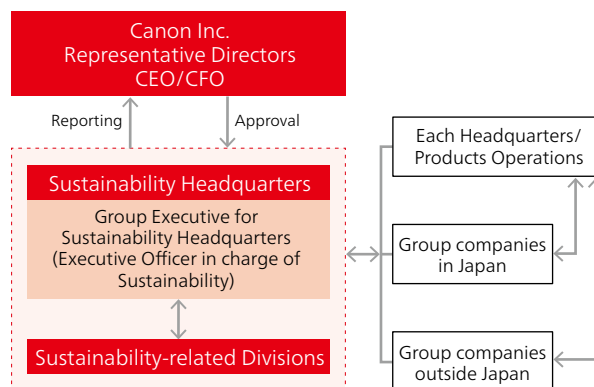 Canon Inc.
Representative Directors
CEO/CFO
Reporting
Approval
Sustainability Headquarters
Group Executive for
Sustainability Headquarters
(Executive Officer in charge of
Sustainability)
Sustainability-related Divisions
Each Headquarters/
Products Operations
Group companies
in Japan
Group companies
outside Japan